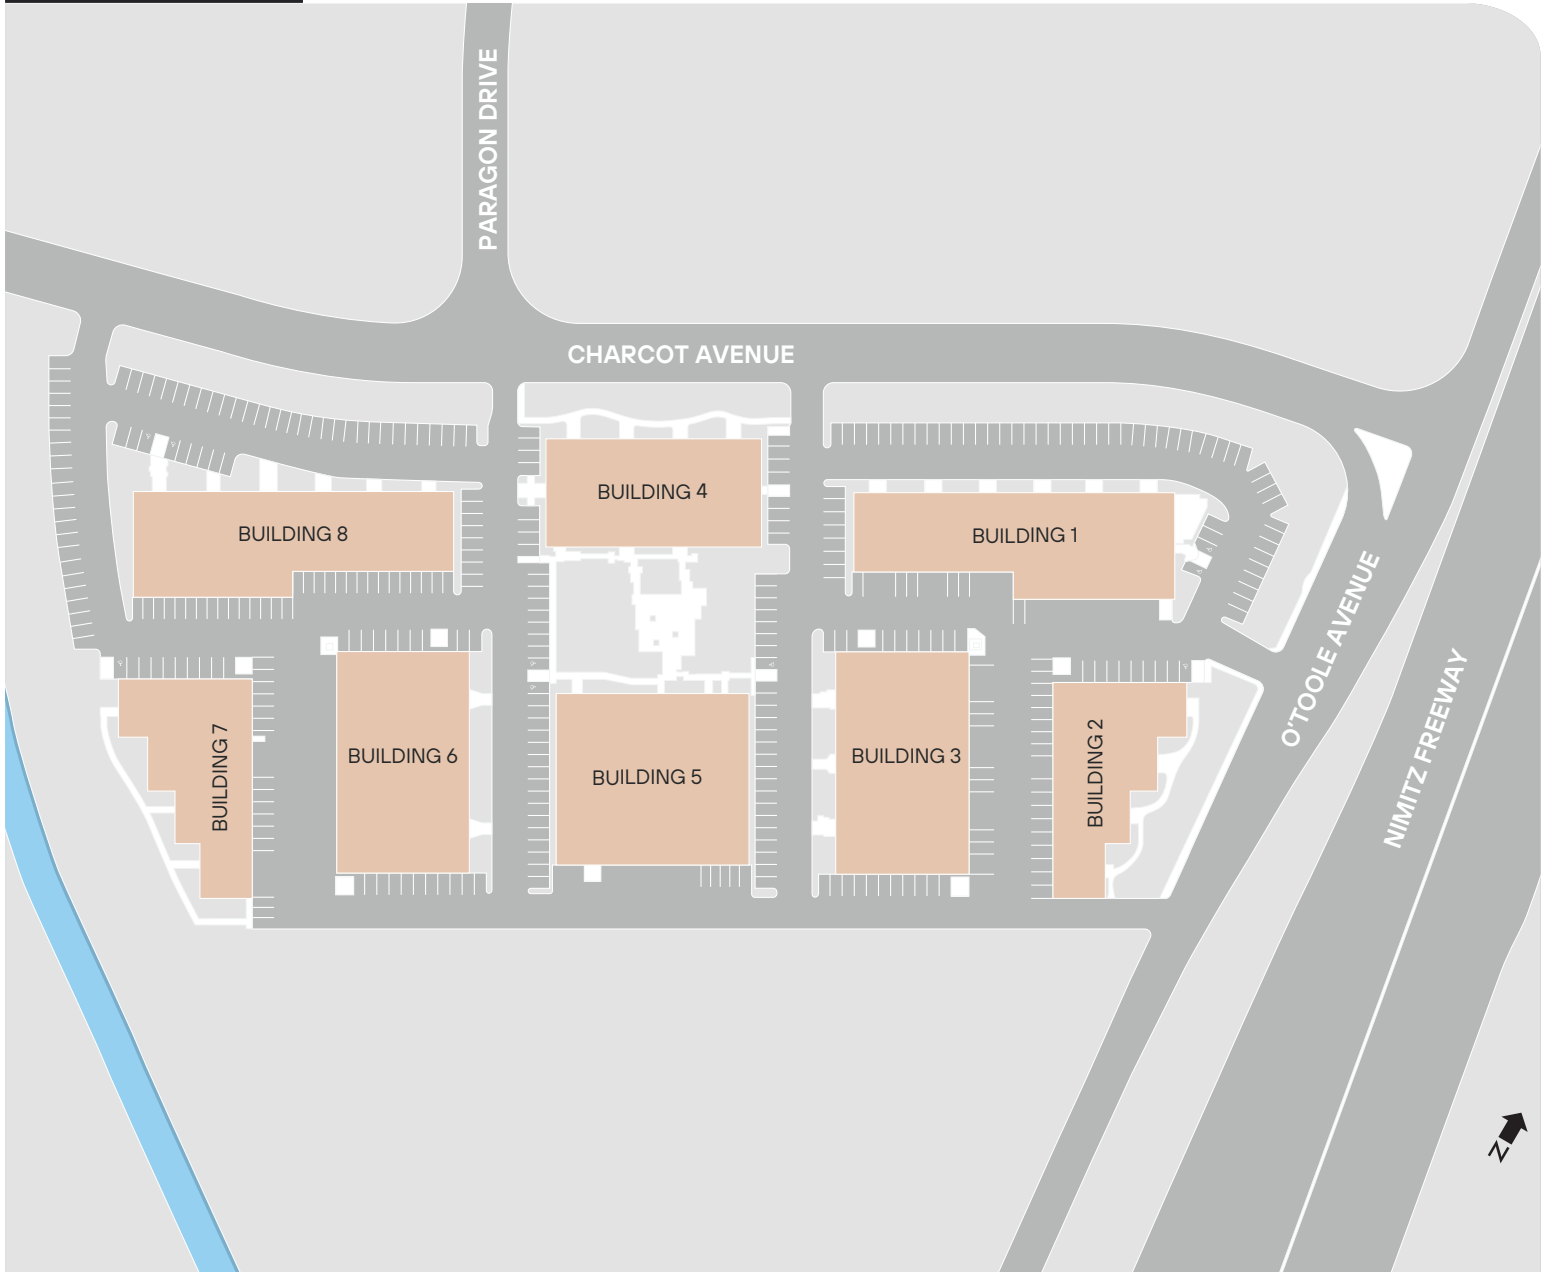 PARAGON DRIVE
CHARCOT AVENUE
BUILDING 4
BUILDING 8
BUILDING 1
O'TOOLE AVENUE
NIMITZ FREEWAY
BUILDING 7
BUILDING 6
BUILDING 5
BUILDING 3
BUILDING 2
N